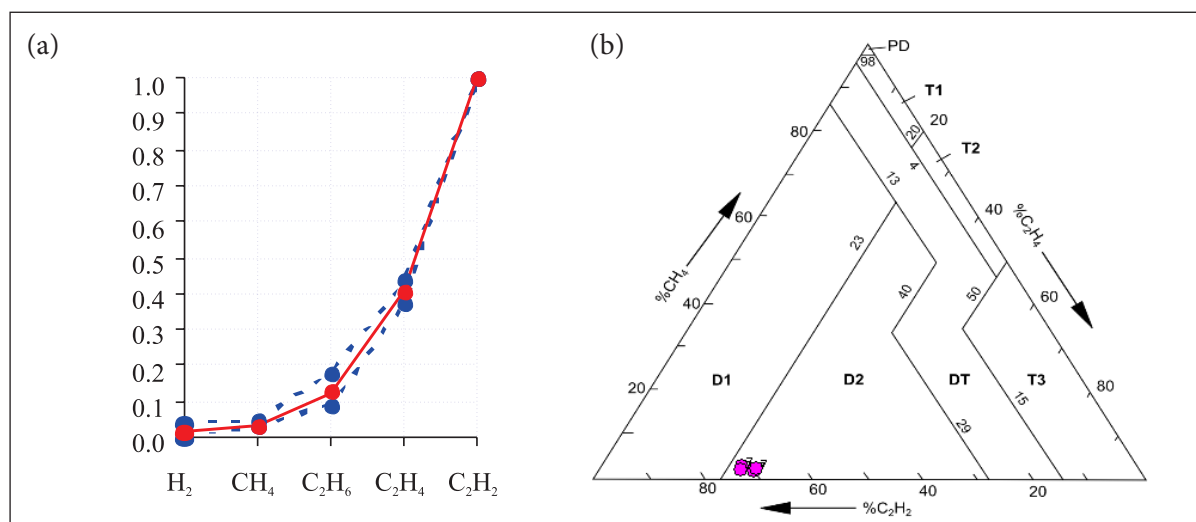 (a)
1.0
0.9
0.8
0.7
0.6
0.5
0.4
0.3
0.2
0.1
0.0
H₂ CH₄ C₂H₆ C₂H₄ C₂H₂
(b)
PD
98
T1
20
20
T2
4
80
13
40
%C₂H₄
60
23
%CH₄
40
50
40
60
D1 D2 DT T3
20
80
29
15
7 7
80 60 40 20
%C₂H₂